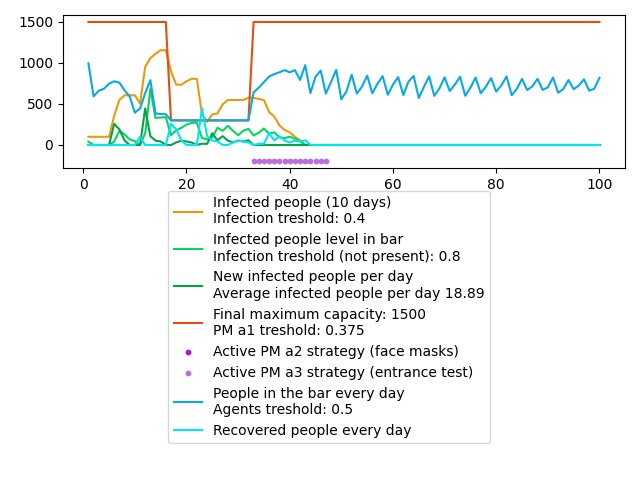 1500
1000
500
0
0 20 40 60 80 100
Infected people (10 days)
Infection treshold: 0.4
Infected people level in bar
Infection treshold (not present): 0.8
New infected people per day
Average infected people per day 18.89
Final maximum capacity: 1500
PM a1 treshold: 0.375
Active PM a2 strategy (face masks)
Active PM a3 strategy (entrance test)
People in the bar every day
Agents treshold: 0.5
Recovered people every day